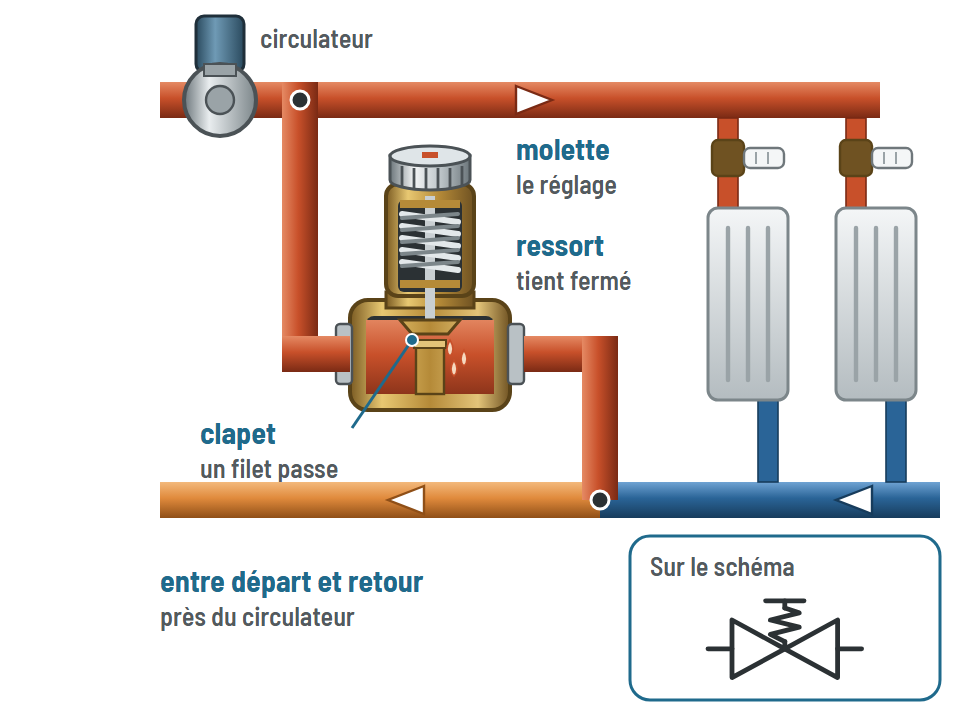 circulateur
molette
le réglage
ressort
tient fermé
clapet
un filet passe
entre départ et retour
près du circulateur
Sur le schéma